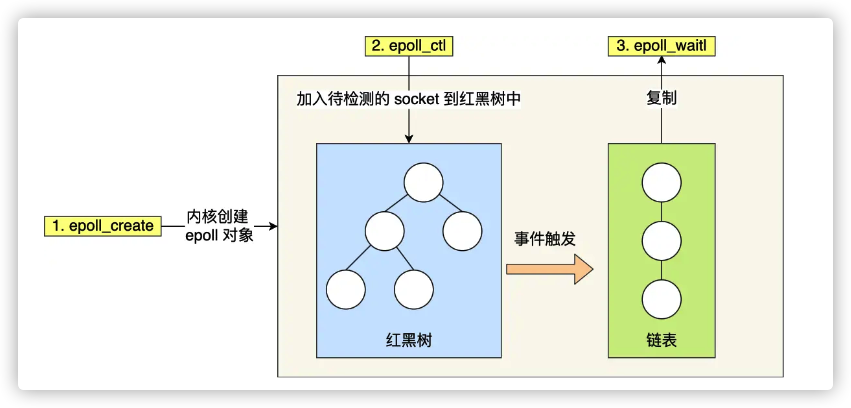 2. epoll_ctl
3. epoll_waitl
加入待检测的 socket 到红黑树中
复制
1. epoll_create
内核创建
epoll 对象
事件触发
红黑树
链表